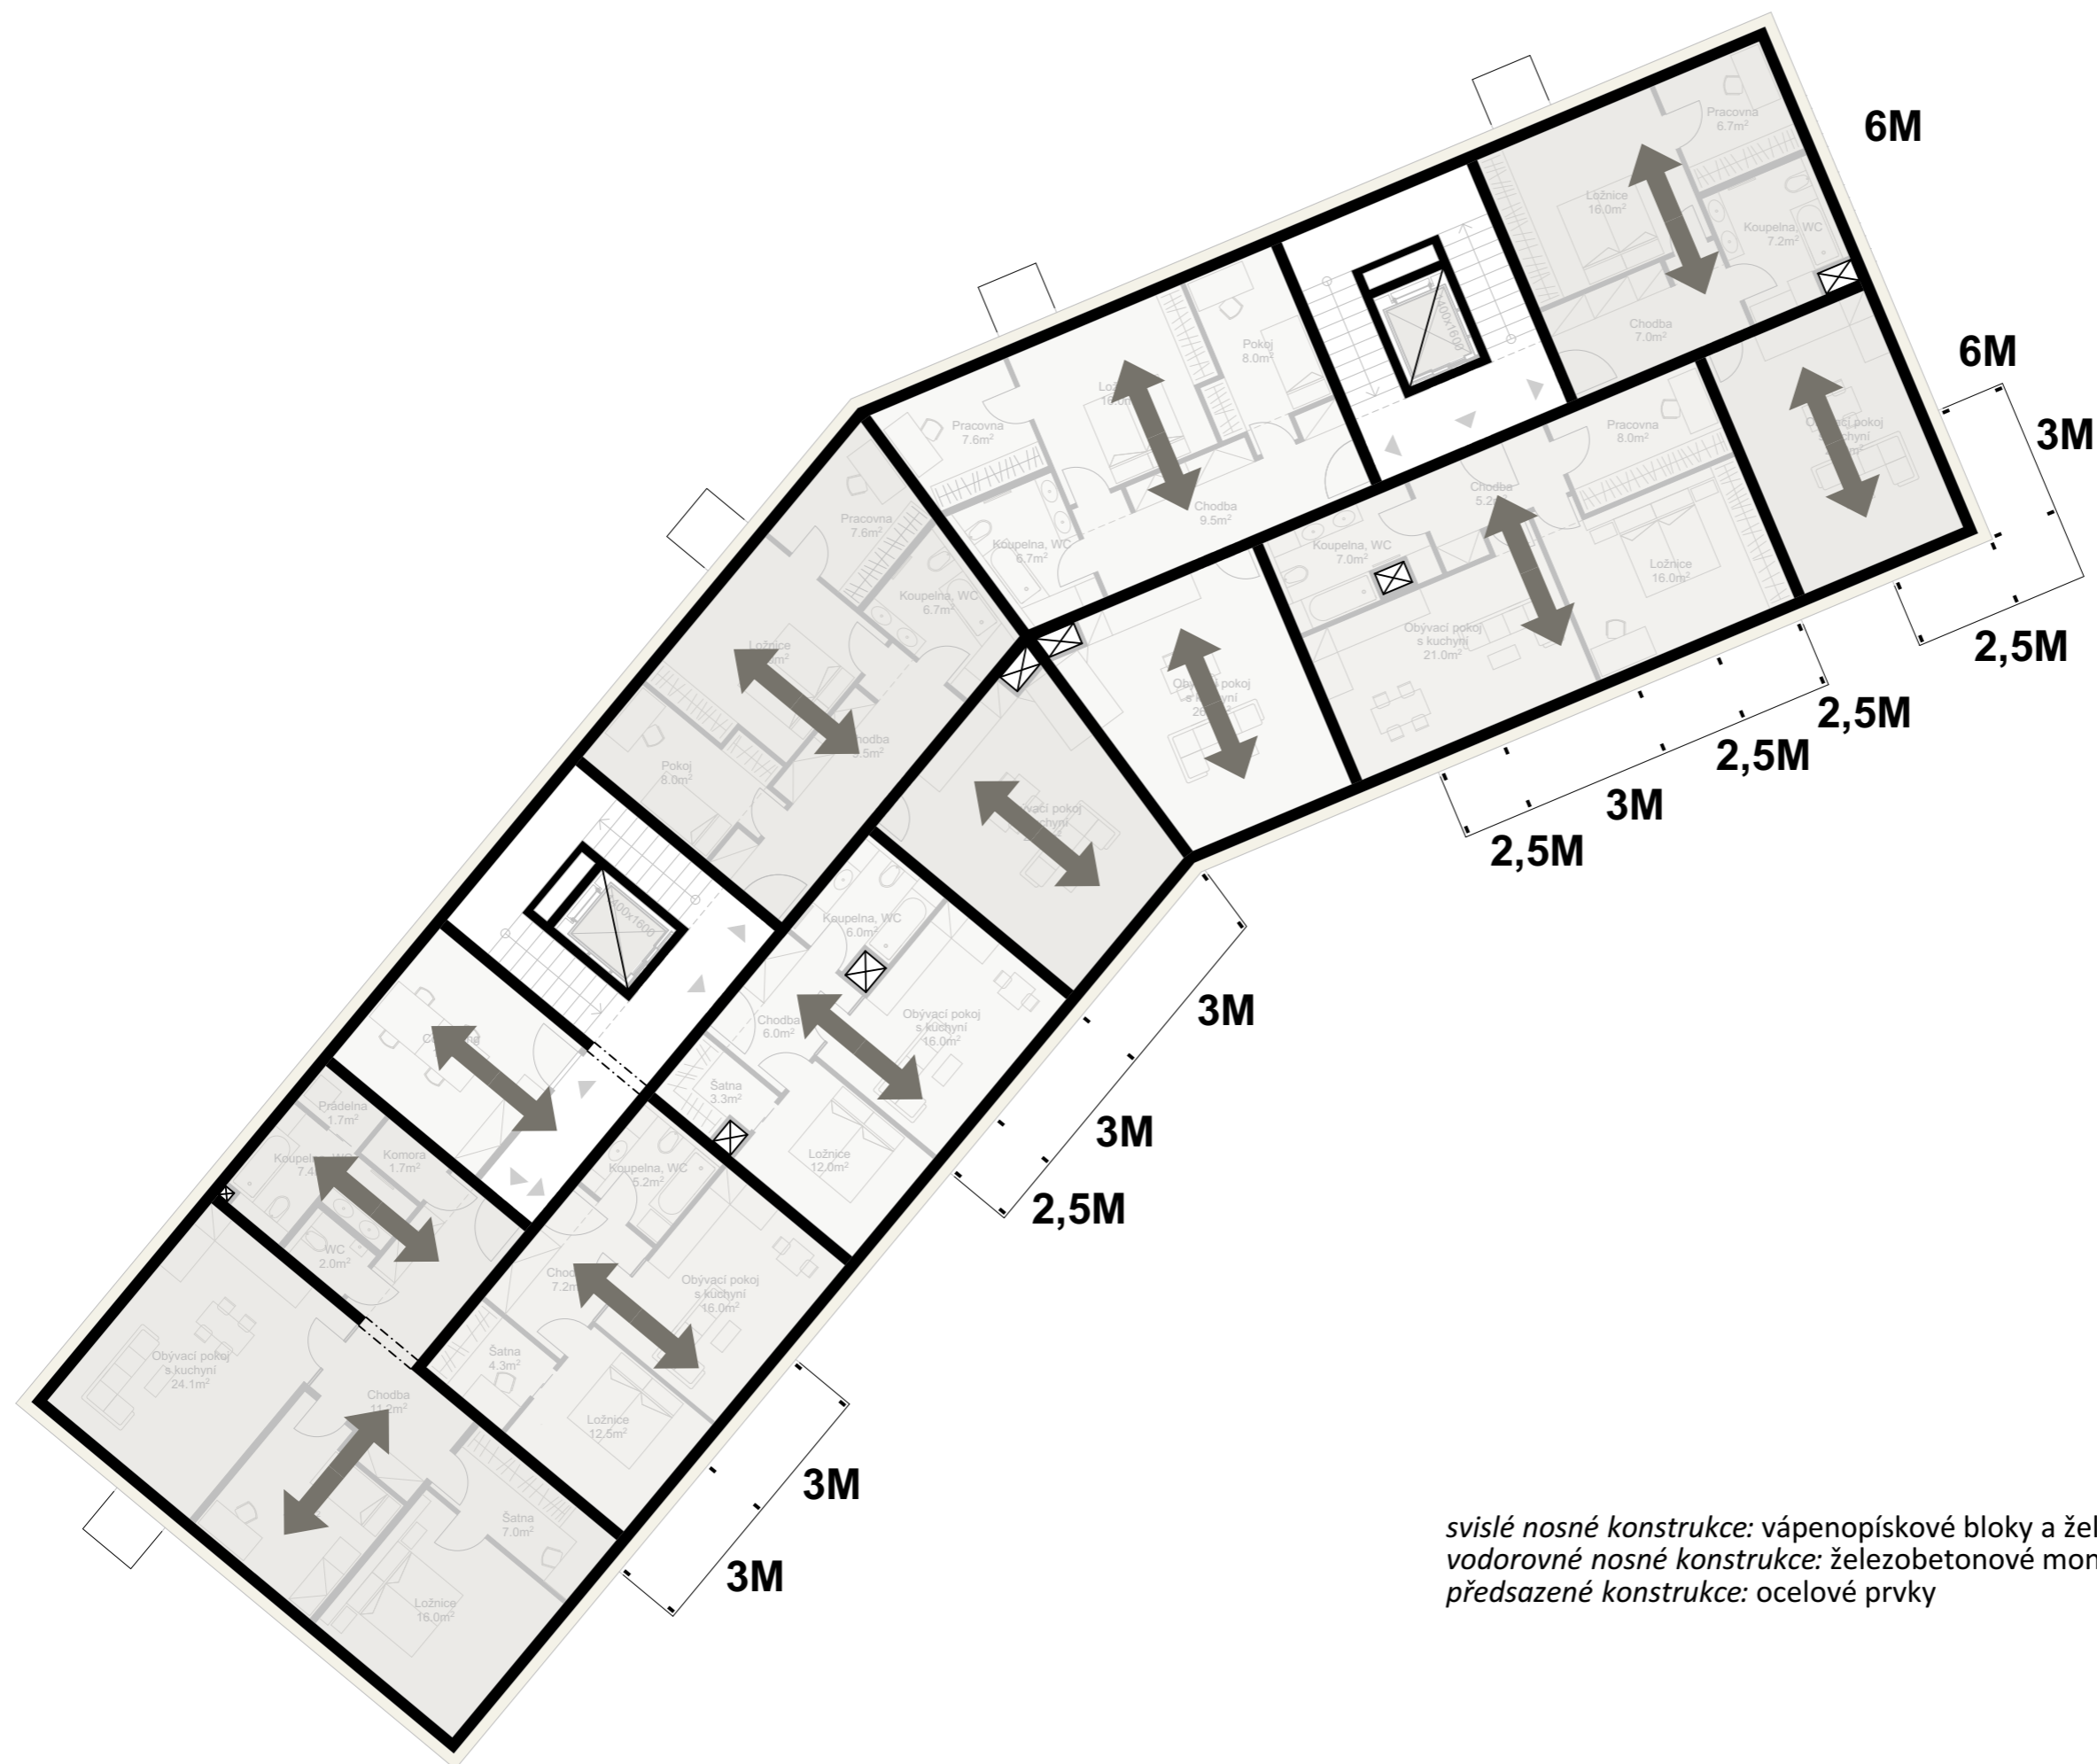 6M
Pracovna
6.7m²
Ložnice
16.0m²
Koupelna, WC
7.2m²
Chodba
7.0m²
6M
3M
Pokoj
8.0m²
Pracovna
7.6m²
Chodba
9.5m²
Koupelna, WC
6.7m²
Pracovna
8.0m²
Chodba
Koupelna, WC
7.0m²
Ložnice
16.0m²
Obývací pokoj
s kuchyní
21.0m²
2,5M
2,5M
2,5M
3M
2,5M
Pracovna
7.6m²
Koupelna, WC
6.7m²
Ložnice
Pokoj
8.0m²
Koupelna, WC
6.0m²
Chodba
6.0m²
Obývací pokoj
s kuchyní
16.0m²
Šatna
3.3m²
Ložnice
12.0m²
3M
3M
2,5M
Prádelna
1.7m²
Komora
1.7m²
WC
2.0m²
Koupelna, WC
5.2m²
Obývací pokoj
s kuchyní
16.0m²
Šatna
4.3m²
Ložnice
12.5m²
Obývací pokoj
s kuchyní
24.1m²
Chodba
Šatna
7.0m²
Ložnice
16.0m²
3M
3M
svislé nosné konstrukce: vápenopískové bloky a
vodorovné nosné konstrukce: železobetonové
předsazené konstrukce: ocelové prvky